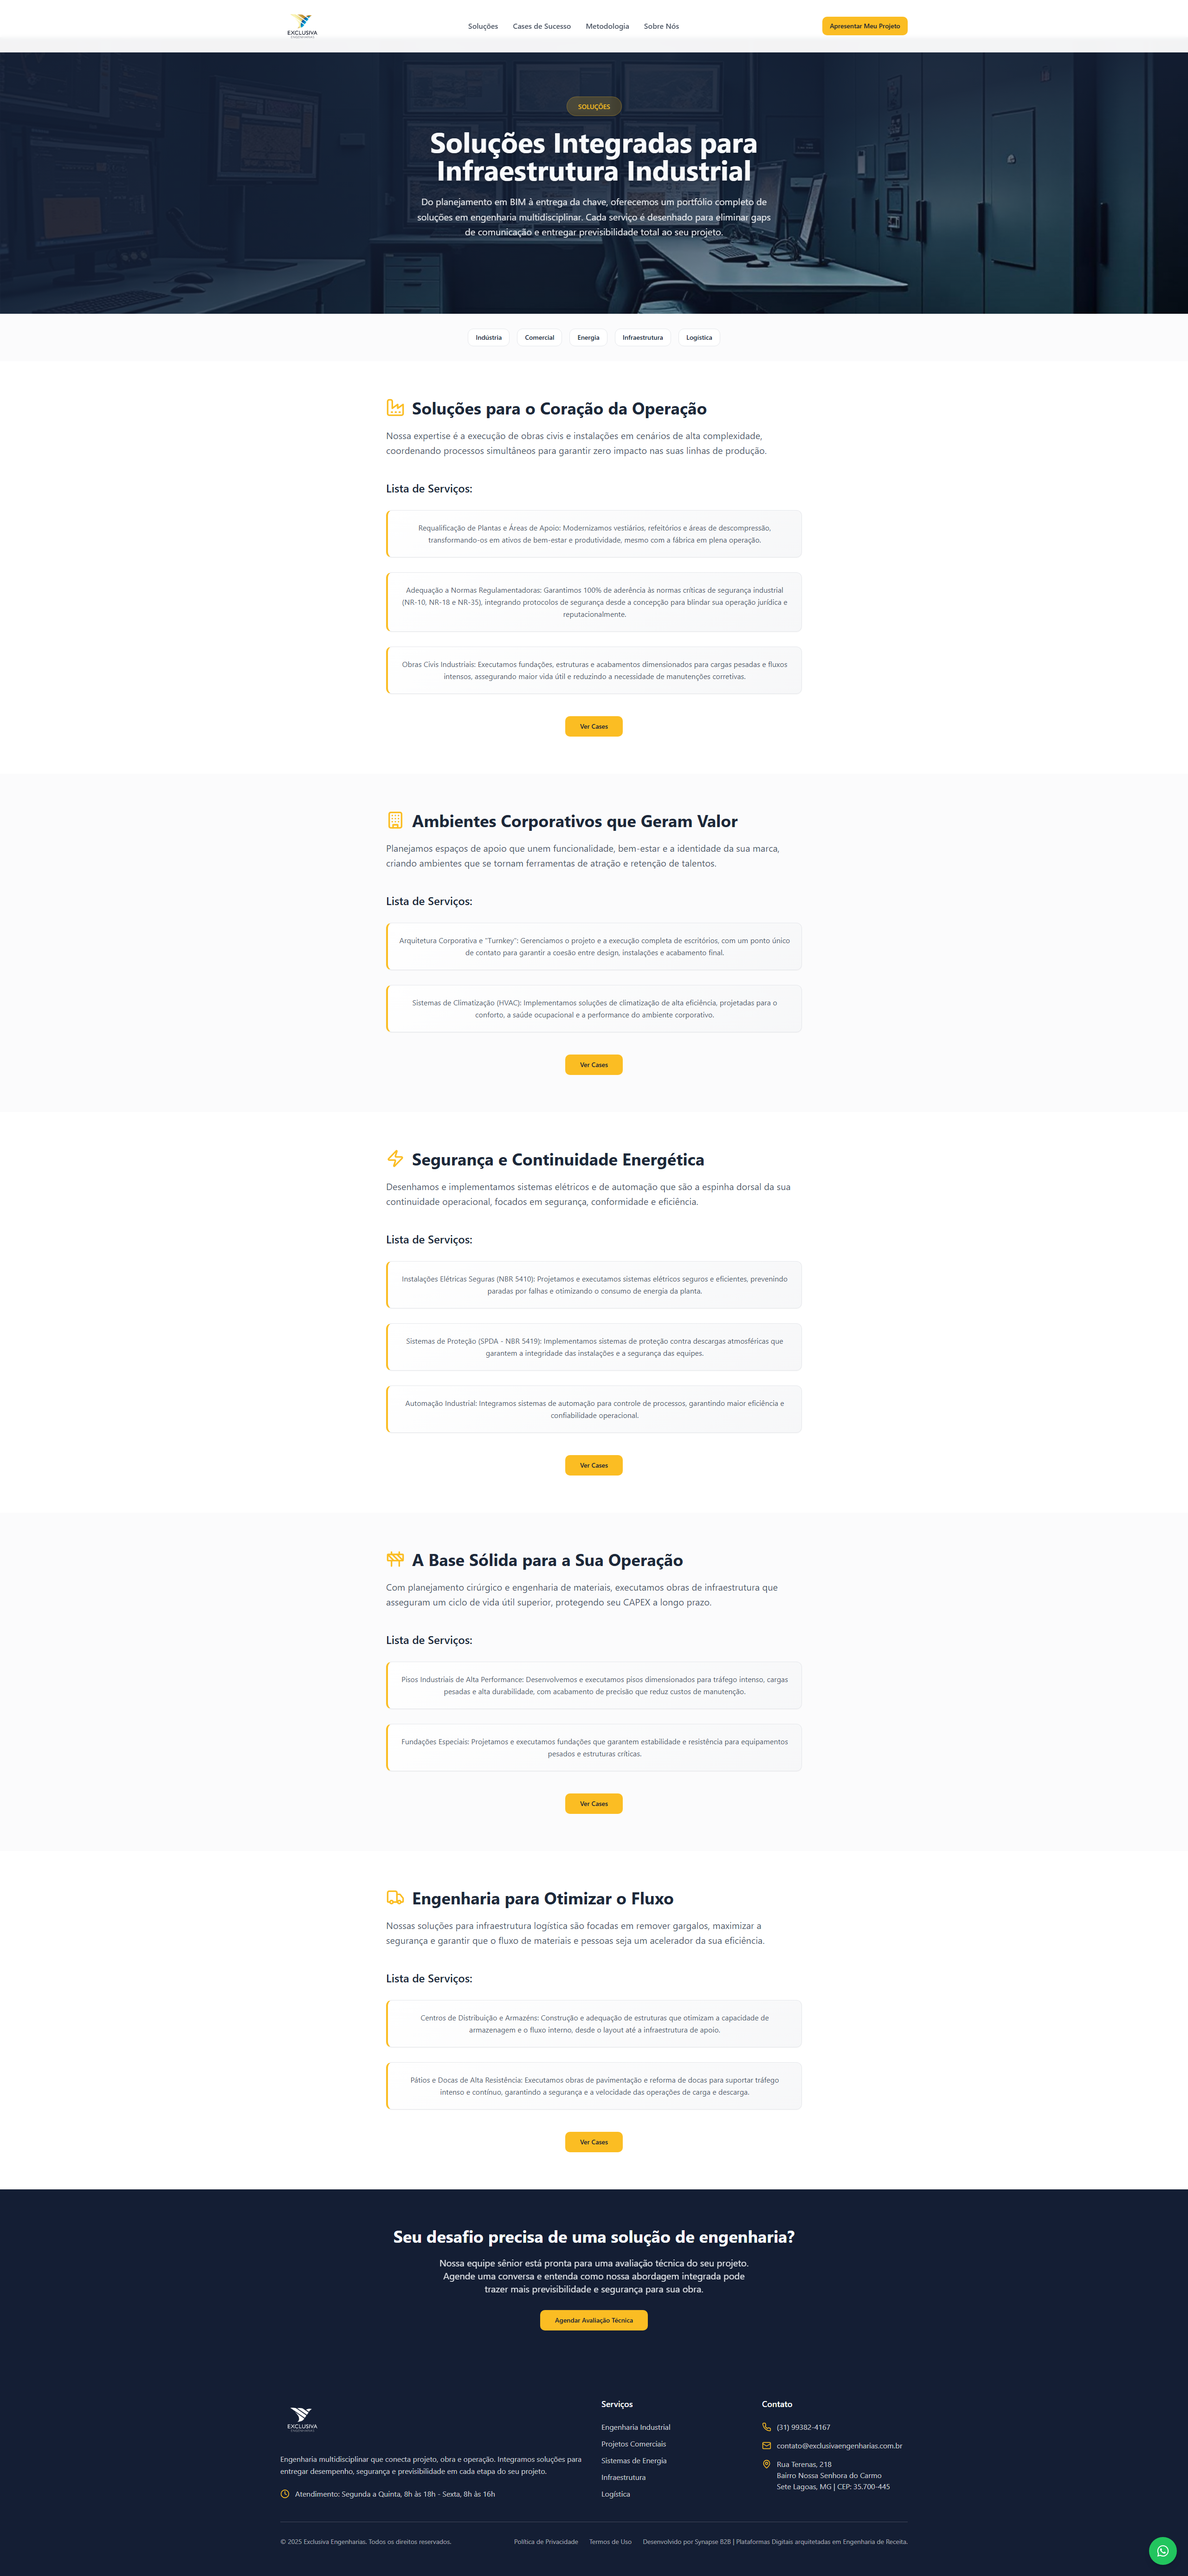 EXCLUSIVA
ENGENHARIAS
Soluções
Cases de Sucesso
Metodologia
Sobre Nós
Apresentar Meu Projeto
SOLUÇÕES
Soluções Integradas para
Infraestrutura Industrial
Do planejamento em BIM à entrega da chave, oferecemos um portfólio completo de
soluções em engenharia multidisciplinar. Cada serviço é desenhado para eliminar gaps
de comunicação e entregar previsibilidade total ao seu projeto.
Indústria
Comercial
Energia
Infraestrutura
Logística
Soluções para o Coração da Operação
Nossa expertise é a execução de obras civis e instalações em cenários de alta complexidade,
coordenando processos simultâneos para garantir zero impacto nas suas linhas de produção.
Lista de Serviços:
Requalificação de Plantas e Áreas de Apoio: Modernizamos vestiários, refeitórios e áreas de descompressão,
transformando-os em ativos de bem-estar e produtividade, mesmo com a fábrica em plena operação.
Adequação a Normas Regulamentadoras: Garantimos 100% de aderência às normas críticas de segurança industrial
(NR-10, NR-18 e NR-35), integrando protocolos de segurança desde a concepção para blindar sua operação jurídica e
reputacionalmente.
Obras Civis Industriais: Executamos fundações, estruturas e acabamentos dimensionados para cargas pesadas e fluxos
intensos, assegurando maior vida útil e reduzindo a necessidade de manutenções corretivas.
Ver Cases
Ambientes Corporativos que Geram Valor
Planejamos espaços de apoio que unem funcionalidade, bem-estar e a identidade da sua marca,
criando ambientes que se tornam ferramentas de atração e retenção de talentos.
Lista de Serviços:
Arquitetura Corporativa e "Turnkey": Gerenciamos o projeto e a execução completa de escritórios, com um ponto único
de contato para garantir a coesão entre design, instalações e acabamento final.
Sistemas de Climatização (HVAC): Implementamos soluções de climatização de alta eficiência, projetadas para o
conforto, a saúde ocupacional e a performance do ambiente corporativo.
Ver Cases
Segurança e Continuidade Energética
Desenhamos e implementamos sistemas elétricos e de automação que são a espinha dorsal da sua
continuidade operacional, focados em segurança, conformidade e eficiência.
Lista de Serviços:
Instalações Elétricas Seguras (NBR 5410): Projetamos e executamos sistemas elétricos seguros e eficientes, prevenindo
paradas por falhas e otimizando o consumo de energia da planta.
Sistemas de Proteção (SPDA - NBR 5419): Implementamos sistemas de proteção contra descargas atmosféricas que
garantem a integridade das instalações e a segurança das equipes.
Automação Industrial: Integramos sistemas de automação para controle de processos, garantindo maior eficiência e
confiabilidade operacional.
Ver Cases
A Base Sólida para a Sua Operação
Com planejamento cirúrgico e engenharia de materiais, executamos obras de infraestrutura que
asseguram um ciclo de vida útil superior, protegendo seu CAPEX a longo prazo.
Lista de Serviços:
Pisos Industriais de Alta Performance: Desenvolvemos e executamos pisos dimensionados para tráfego intenso, cargas
pesadas e alta durabilidade, com acabamento de precisão que reduz custos de manutenção.
Fundações Especiais: Projetamos e executamos fundações que garantem estabilidade e resistência para equipamentos
pesados e estruturas críticas.
Ver Cases
Engenharia para Otimizar o Fluxo
Nossas soluções para infraestrutura logística são focadas em remover gargalos, maximizar a
segurança e garantir que o fluxo de materiais e pessoas seja um acelerador da sua eficiência.
Lista de Serviços:
Centros de Distribuição e Armazéns: Construção e adequação de estruturas que otimizam a capacidade de
armazenagem e o fluxo interno, desde o layout até a infraestrutura de apoio.
Pátios e Docas de Alta Resistência: Executamos obras de pavimentação e reforma de docas para suportar tráfego
intenso e contínuo, garantindo a segurança e a velocidade das operações de carga e descarga.
Ver Cases
Seu desafio precisa de uma solução de engenharia?
Nossa equipe sênior está pronta para uma avaliação técnica do seu projeto.
Agende uma conversa e entenda como nossa abordagem integrada pode
trazer mais previsibilidade e segurança para sua obra.
Agendar Avaliação Técnica
EXCLUSIVA
ENGENHARIAS
Engenharia multidisciplinar que conecta projeto, obra e operação. Integramos soluções para
entregar desempenho, segurança e previsibilidade em cada etapa do seu projeto.
Atendimento: Segunda a Quinta, 8h às 18h - Sexta, 8h às 16h
Serviços
Engenharia Industrial
Projetos Comerciais
Sistemas de Energia
Infraestrutura
Logística
Contato
(31) 99382-4167
contato@exclusivaengenharias.com.br
Rua Terenas, 218
Bairro Nossa Senhora do Carmo
Sete Lagoas, MG | CEP: 35.700-445
© 2025 Exclusiva Engenharias. Todos os direitos reservados.
Política de Privacidade
Termos de Uso
Desenvolvido por Synapse B2B | Plataformas Digitais arquitetadas em Engenharia de Receita.